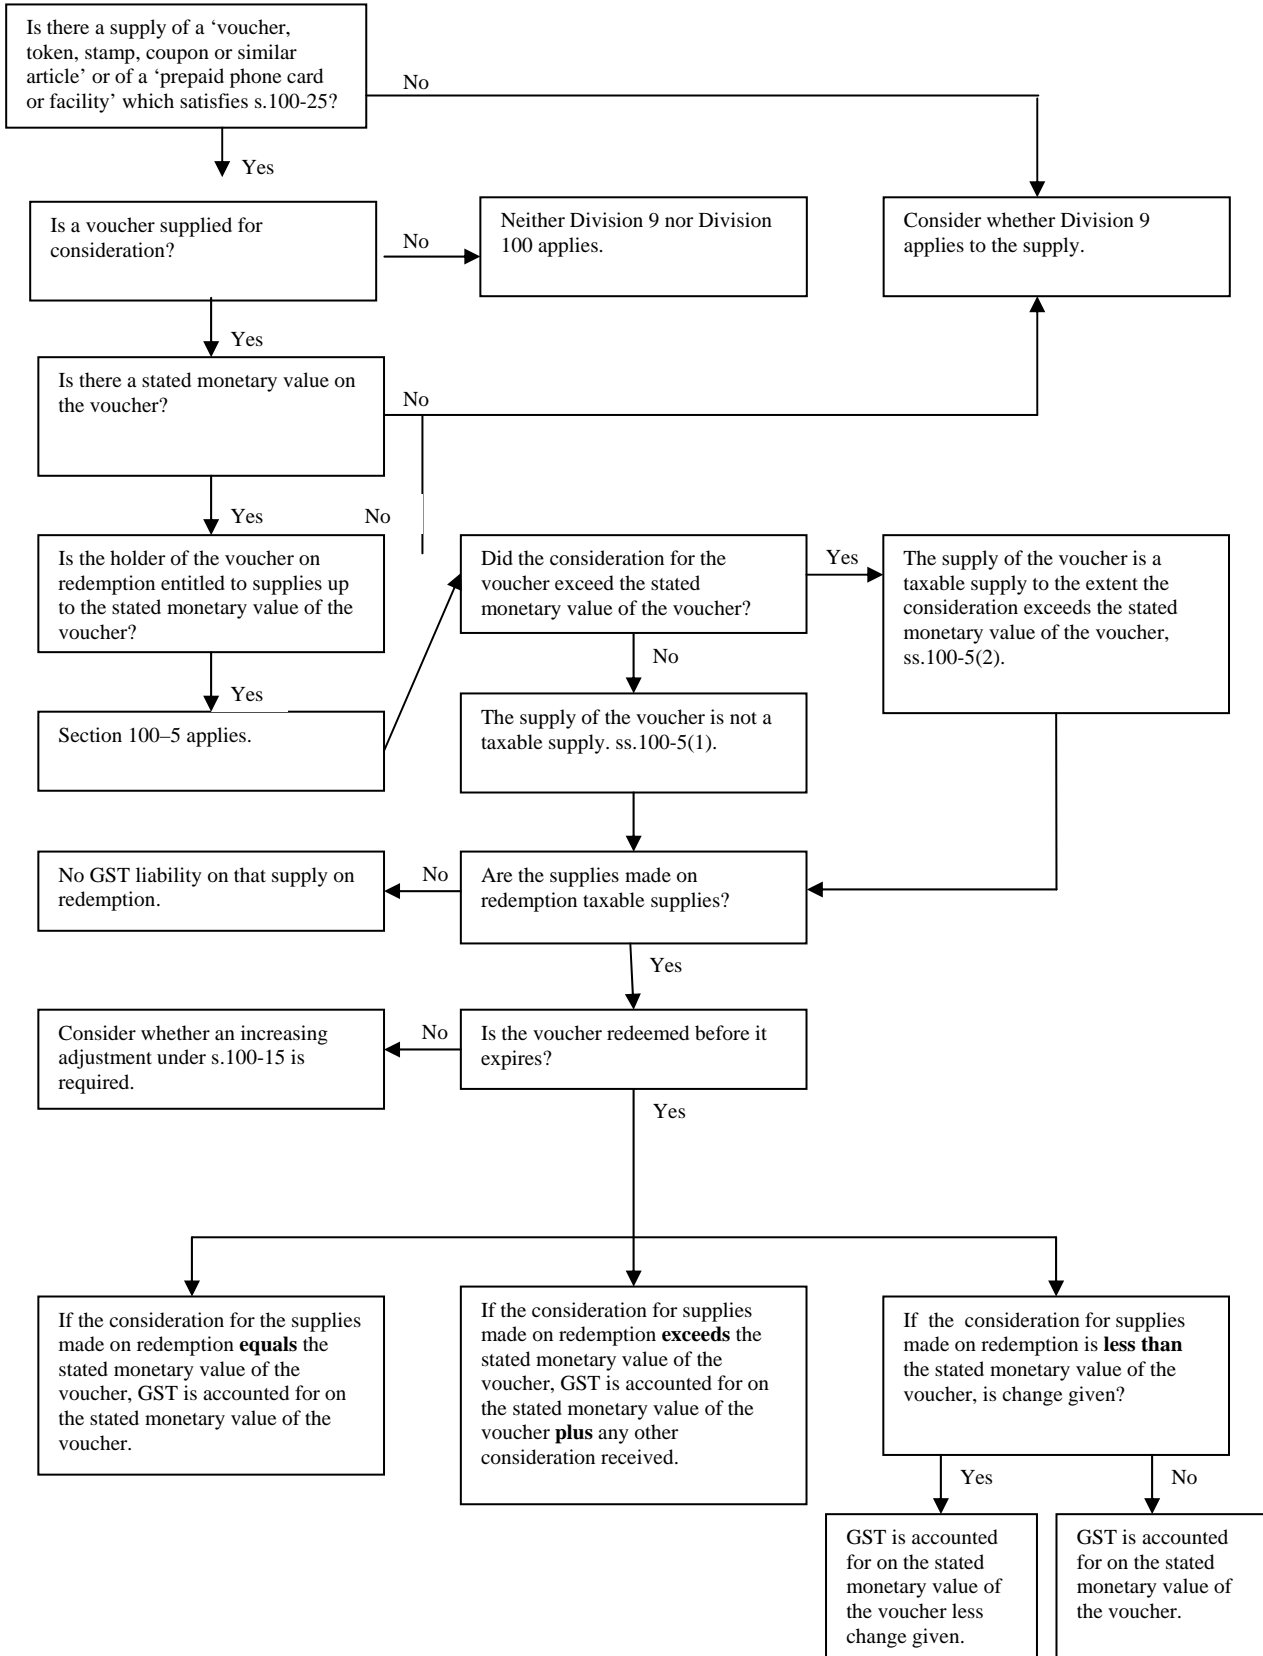 Is there a supply of a ‘voucher,
token, stamp, coupon or similar
article’ or of a ‘prepaid phone card
or facility’ which satisfies s.100-25?
No
Yes
Is a voucher supplied for
consideration?
No
Neither Division 9 nor Division
100 applies.
Consider whether Division 9
applies to the supply.
Yes
Is there a stated monetary value on
the voucher?
No
Yes
No
Is the holder of the voucher on
redemption entitled to supplies up
to the stated monetary value of the
voucher?
Did the consideration for the
voucher exceed the stated
monetary value of the voucher?
Yes
The supply of the voucher is a
taxable supply to the extent the
consideration exceeds the stated
monetary value of the voucher,
ss.100-5(2).
No
Yes
Section 100–5 applies.
The supply of the voucher is not a
taxable supply. ss.100-5(1).
No GST liability on that supply on
redemption.
No
Are the supplies made on
redemption taxable supplies?
Yes
Consider whether an increasing
adjustment under s.100-15 is
required.
No
Is the voucher redeemed before it
expires?
Yes
If the consideration for the supplies
made on redemption equals the
stated monetary value of the
voucher, GST is accounted for on
the stated monetary value of the
voucher.
If the consideration for supplies
made on redemption exceeds the
stated monetary value of the
voucher, GST is accounted for on
the stated monetary value of the
voucher plus any other
consideration received.
If the consideration for supplies
made on redemption is less than
the stated monetary value of the
voucher, is change given?
Yes
No
GST is accounted
for on the stated
monetary value of
the voucher less
change given.
GST is accounted
for on the stated
monetary value of
the voucher.